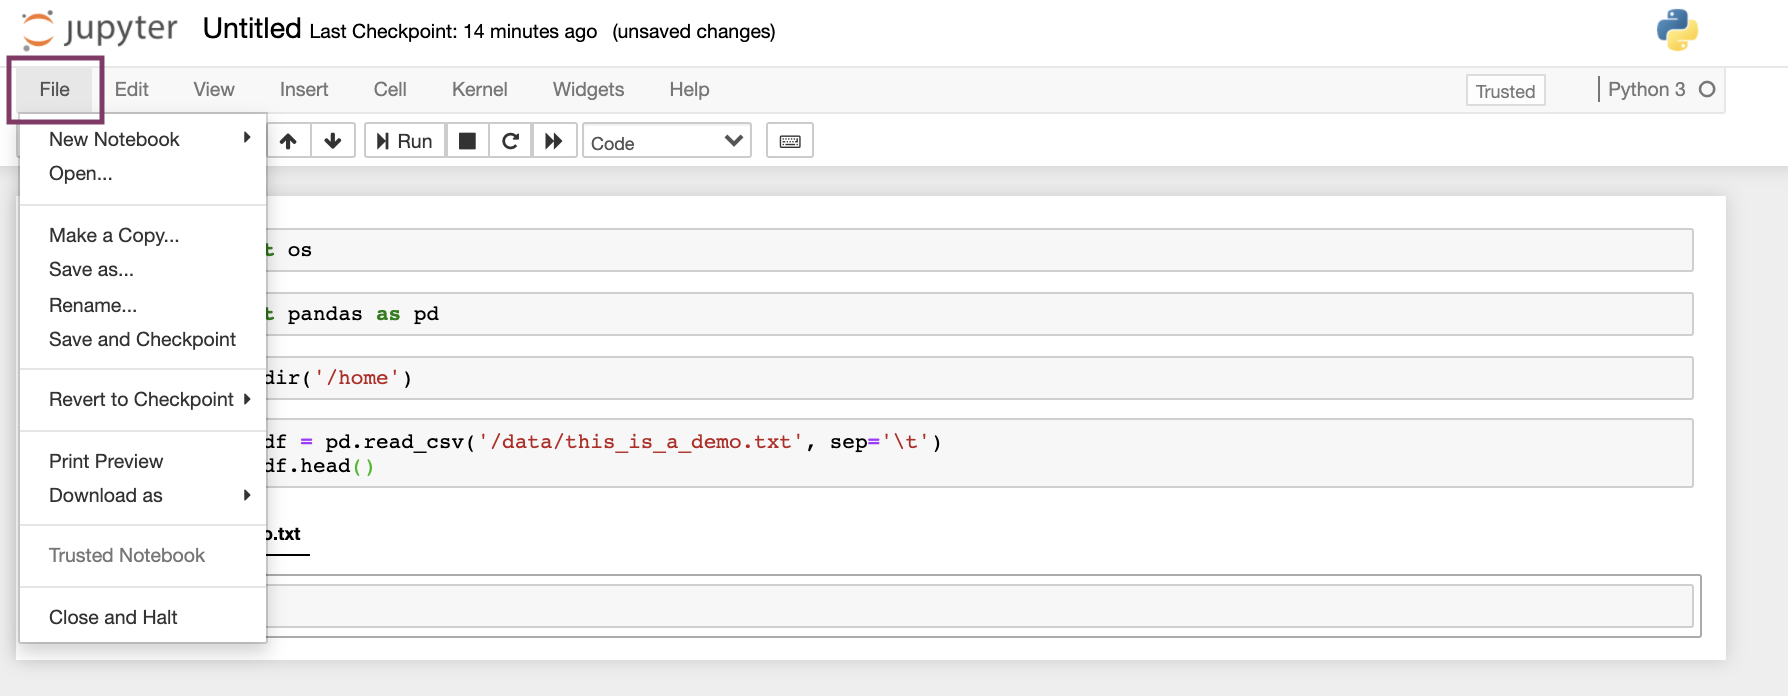 jupyter Untitled Last Checkpoint: 14 minutes ago (unsaved changes)
File Edit View Insert Cell Kernel Widgets Help Trusted Python 3
Run Code
New Notebook
Open...
Make a Copy...
Save as...
Rename...
Save and Checkpoint
Revert to Checkpoint
Print Preview
Download as
Trusted Notebook
Close and Halt
t os
t pandas as pd
dir('/home')
df = pd.read_csv('/data/this_is_a_demo.txt', sep='\t')
df.head()
o.txt